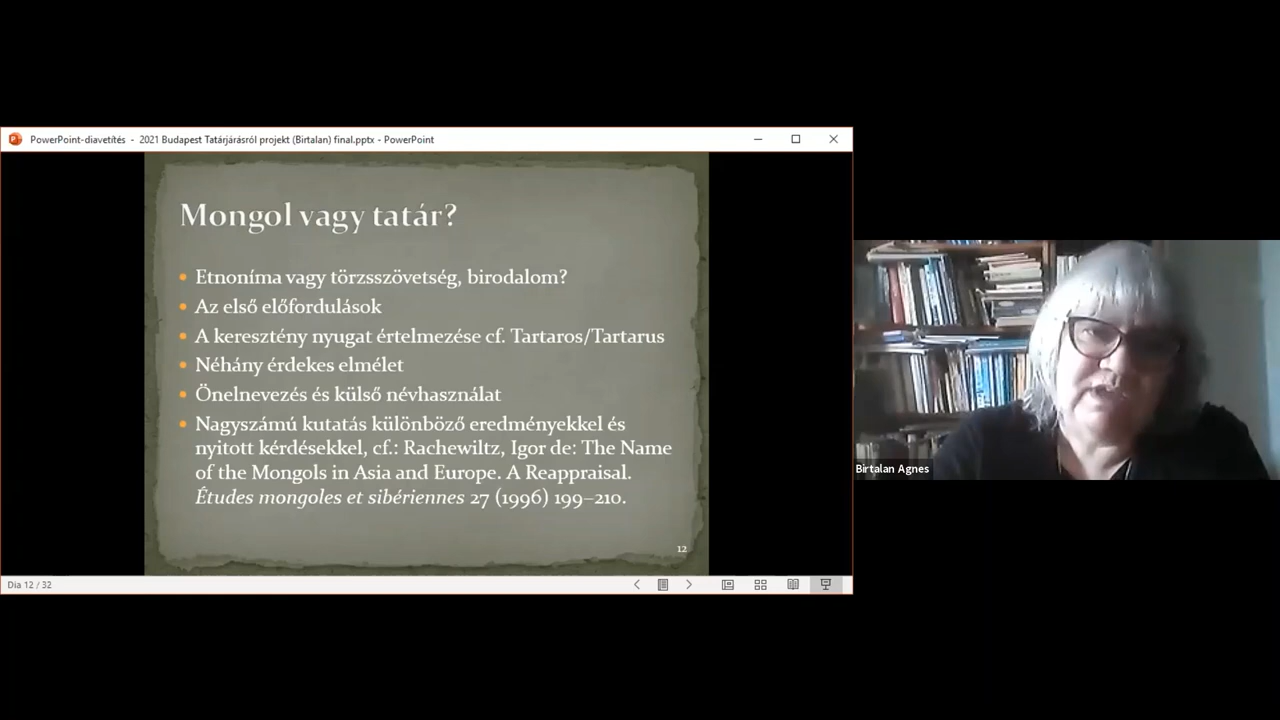 PowerPoint-diavetítés - 2021 Budapest Tatárjárásról projekt (Birtalan) final.pptx - PowerPoint
Mongol vagy tatár?
Etnoníma vagy törzsszövetség, birodalom?
Az első előfordulások
A keresztény nyugat értelmezése cf. Tartaros/Tartarus
Néhány érdekes elmélet
Önelnevezés és külső névhasználat
Nagyszámú kutatás különböző eredményekkel és
nyitott kérdésekkel, cf.: Rachewiltz, Igor de: The Name
of the Mongols in Asia and Europe. A Reappraisal.
Études mongoles et sibériennes 27 (1996) 199–210.
12
Dia 12 / 32
Birtalan Agnes